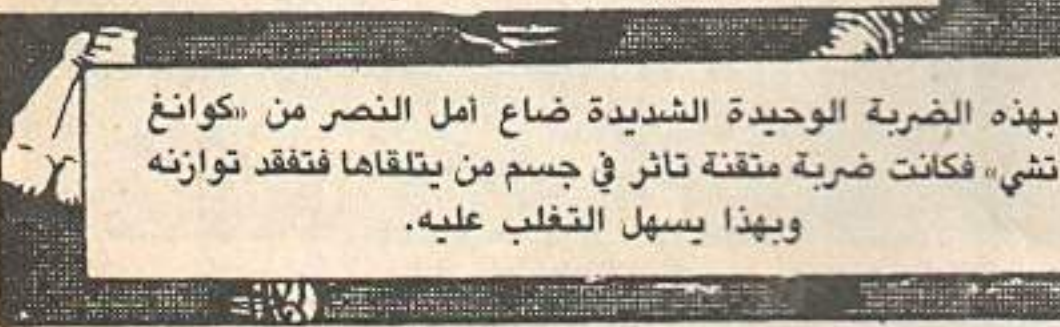 بهذه الضربة الوحيدة الشديدة ضاع أمل النصر من «كوانغ
تشي» فكانت ضربة متقنة تاثر في جسم من يتلقاها فتفقد توازنه
وبهذا يسهل التغلب عليه.